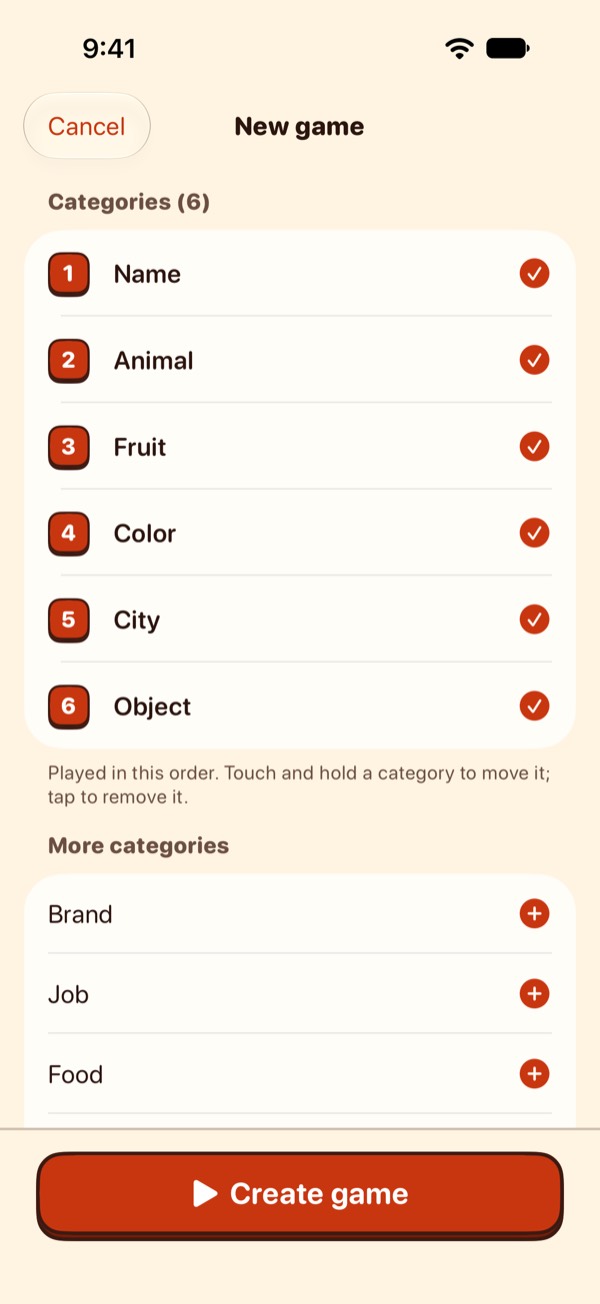 9:41
Cancel
New game
Categories (6)
1 Name
2 Animal
3 Fruit
4 Color
5 City
6 Object
Played in this order. Touch and hold a category to move it;
tap to remove it.
More categories
Brand
Job
Food
Create game